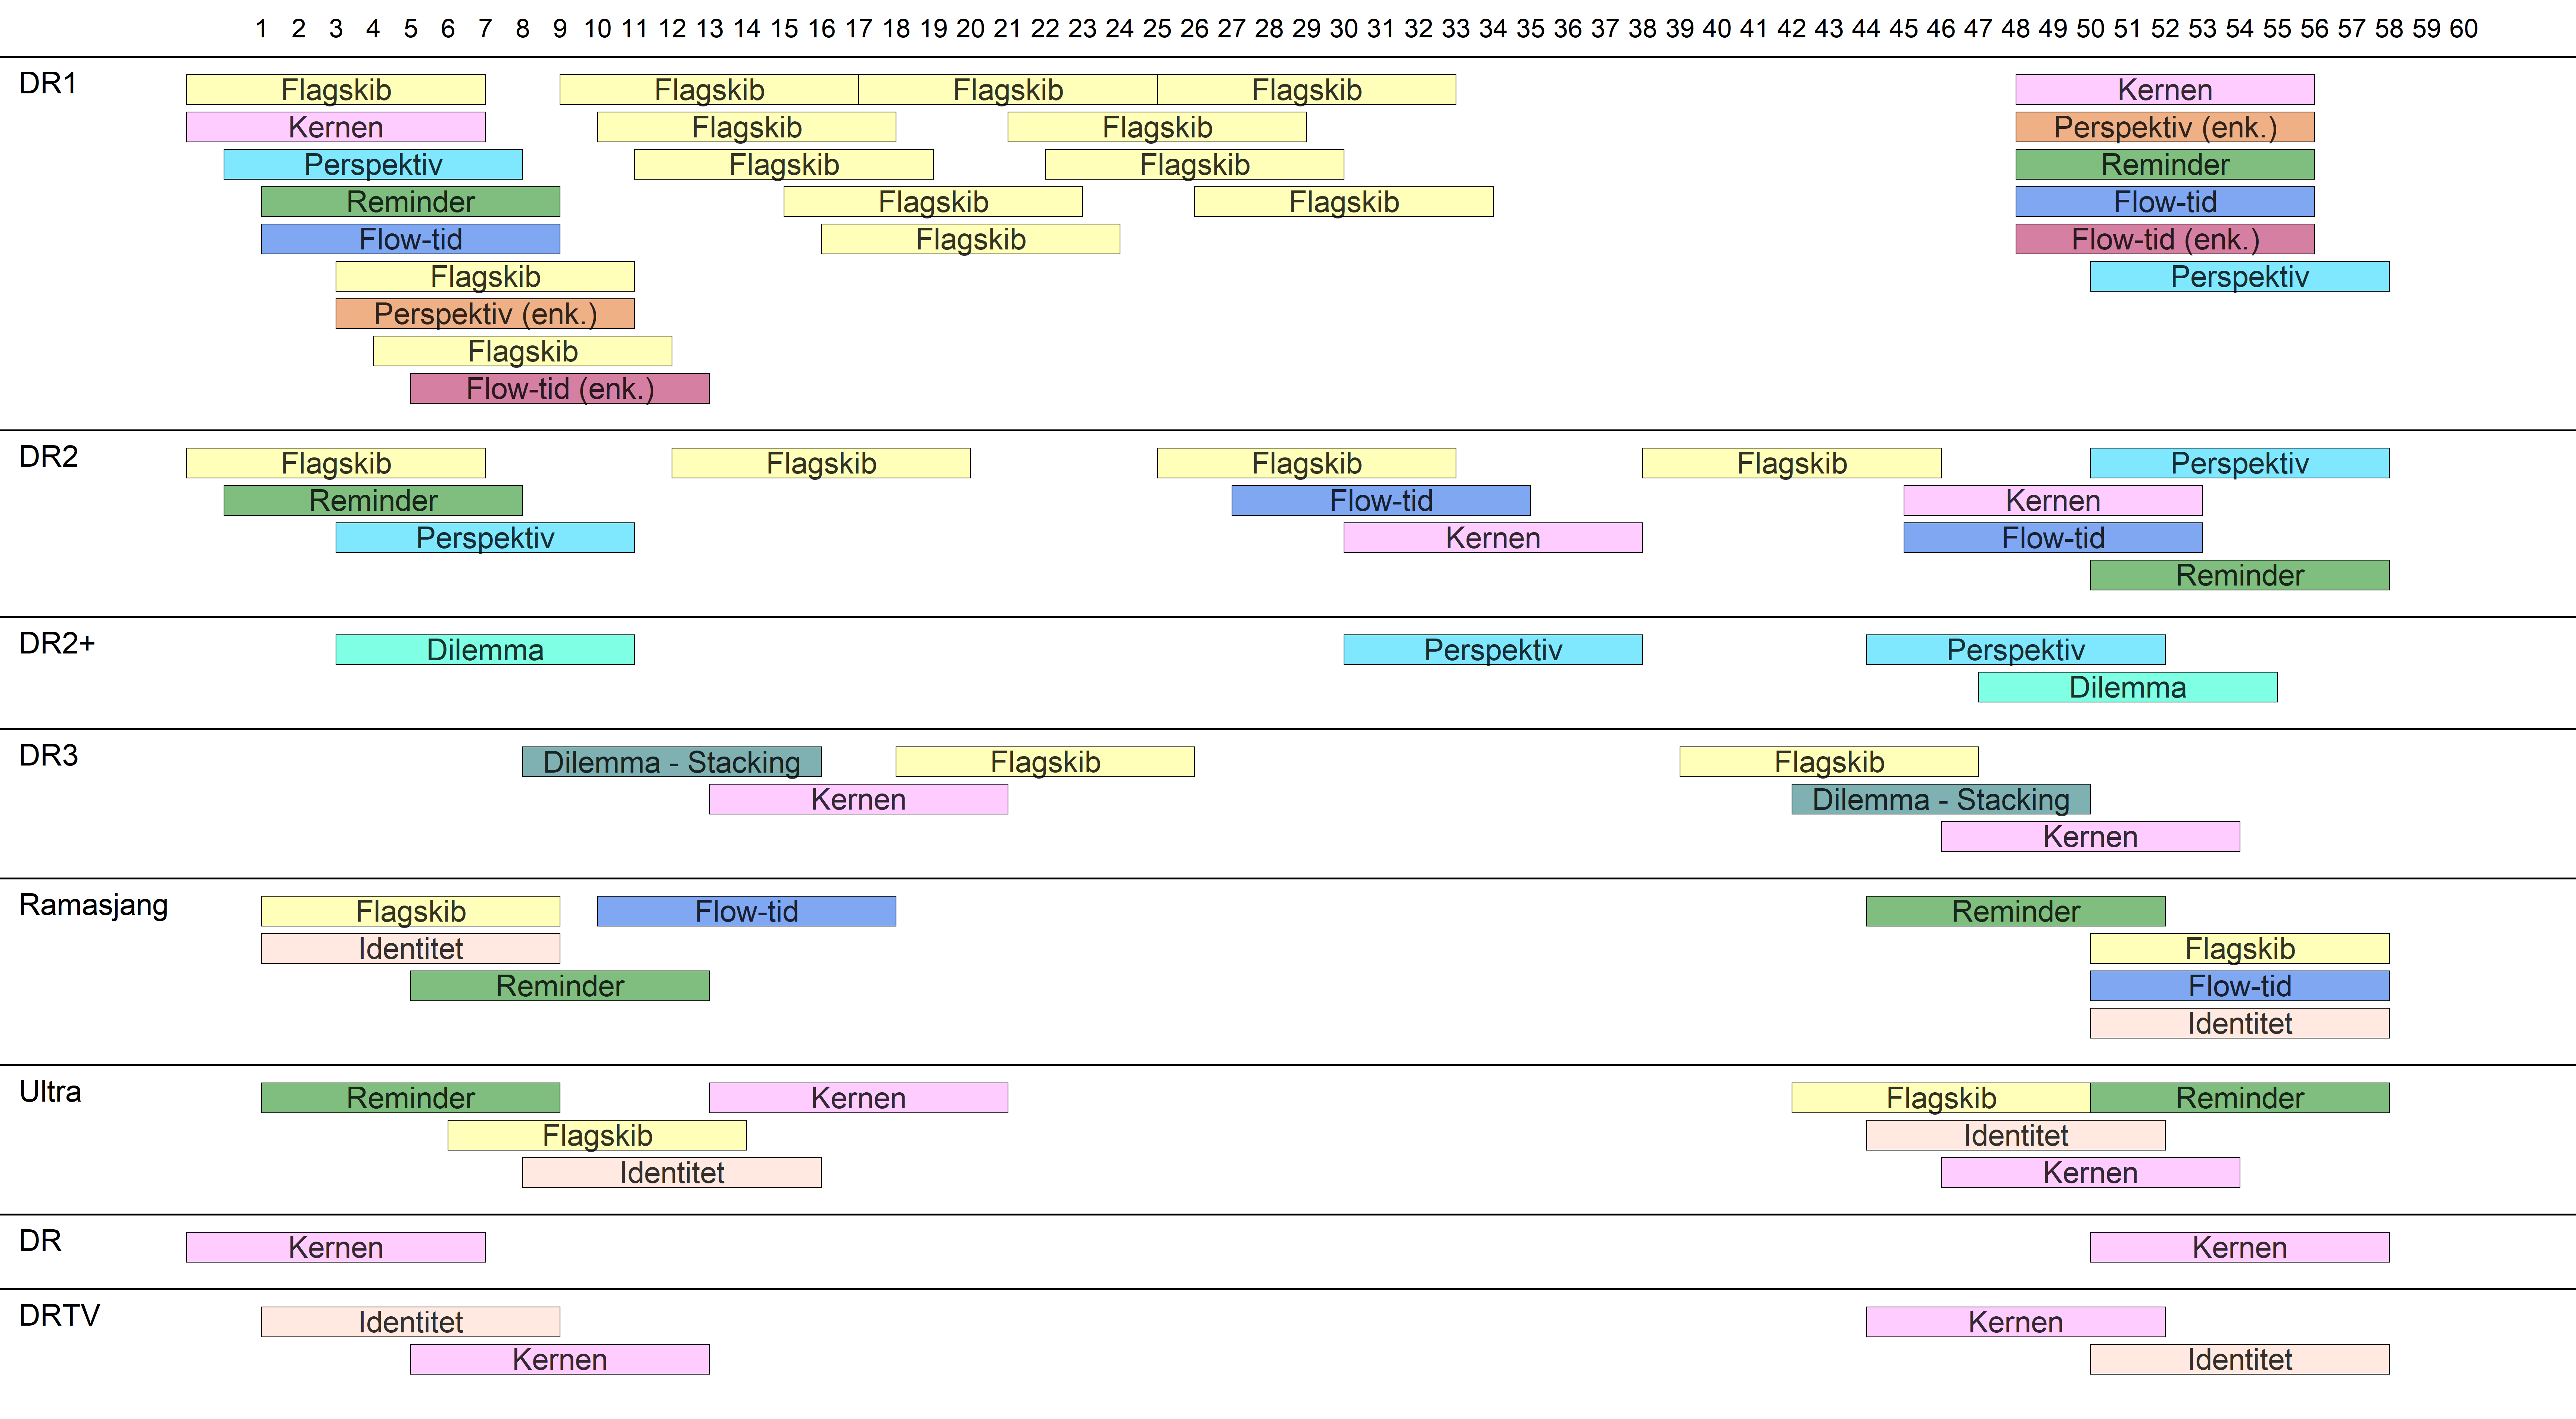 1 2 3 4 5 6 7 8 9 10 11 12 13 14 15 16 17 18 19 20 21 22 23 24 25 26 27 28 29 30 31 32 33 34 35 36 37 38 39 40 41 42 43 44 45 46 47 48 49 50 51 52 53 54 55 56 57 58 59 60
DR1
Flagskib Flagskib Flagskib Flagskib Kernen
Kernen Flagskib Flagskib Perspektiv (enk.)
Perspektiv Flagskib Flagskib Reminder
Reminder Flagskib Flagskib Flow-tid
Flow-tid Flagskib Flow-tid (enk.)
Flagskib Perspektiv
Perspektiv (enk.)
Flagskib
Flow-tid (enk.)
DR2
Flagskib Flagskib Flagskib Flagskib Perspektiv
Reminder Flow-tid Kernen
Perspektiv Kernen Flow-tid
Reminder
DR2+
Dilemma Perspektiv Perspektiv
Dilemma
DR3
Dilemma - Stacking Flagskib Flagskib
Kernen Dilemma - Stacking
Kernen
Ramasjang
Flagskib Flow-tid Reminder
Identitet Flagskib
Reminder Flow-tid
Identitet
Ultra
Reminder Kernen Flagskib Reminder
Flagskib Identitet
Identitet Kernen
DR
Kernen Kernen
DRTV
Identitet Kernen
Kernen Identitet